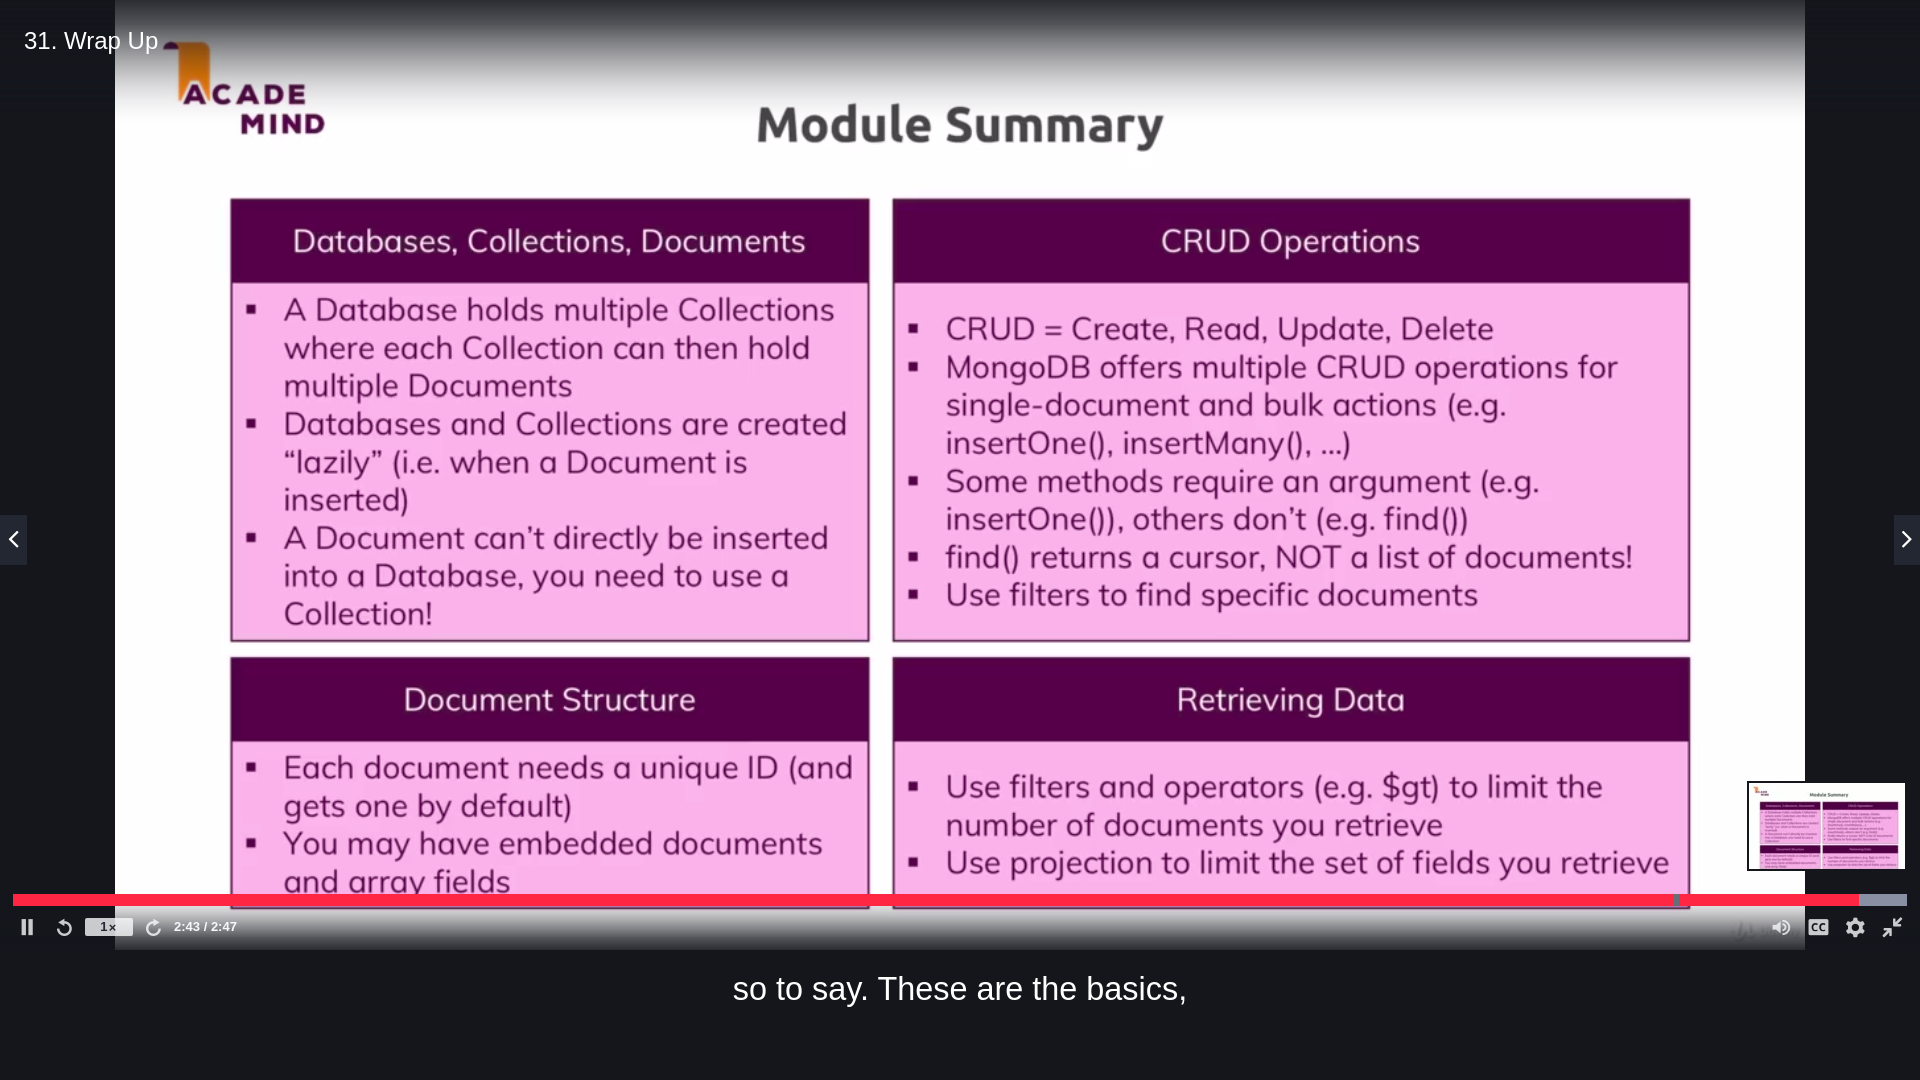 31. Wrap Up
ACADE
MIND
Module Summary
Databases, Collections, Documents
▪ A Database holds multiple Collections
where each Collection can then hold
multiple Documents
▪ Databases and Collections are created
“lazily” (i.e. when a Document is
inserted)
▪ A Document can’t directly be inserted
into a Database, you need to use a
Collection!
CRUD Operations
▪ CRUD = Create, Read, Update, Delete
▪ MongoDB offers multiple CRUD operations for
single-document and bulk actions (e.g.
insertOne(), insertMany(), ...)
▪ Some methods require an argument (e.g.
insertOne()), others don’t (e.g. find())
▪ find() returns a cursor, NOT a list of documents!
▪ Use filters to find specific documents
Document Structure
▪ Each document needs a unique ID (and
gets one by default)
▪ You may have embedded documents
and array fields
Retrieving Data
▪ Use filters and operators (e.g. $gt) to limit the
number of documents you retrieve
▪ Use projection to limit the set of fields you retrieve
Module Summary
1×
2:43 / 2:47
CC
so to say. These are the basics,